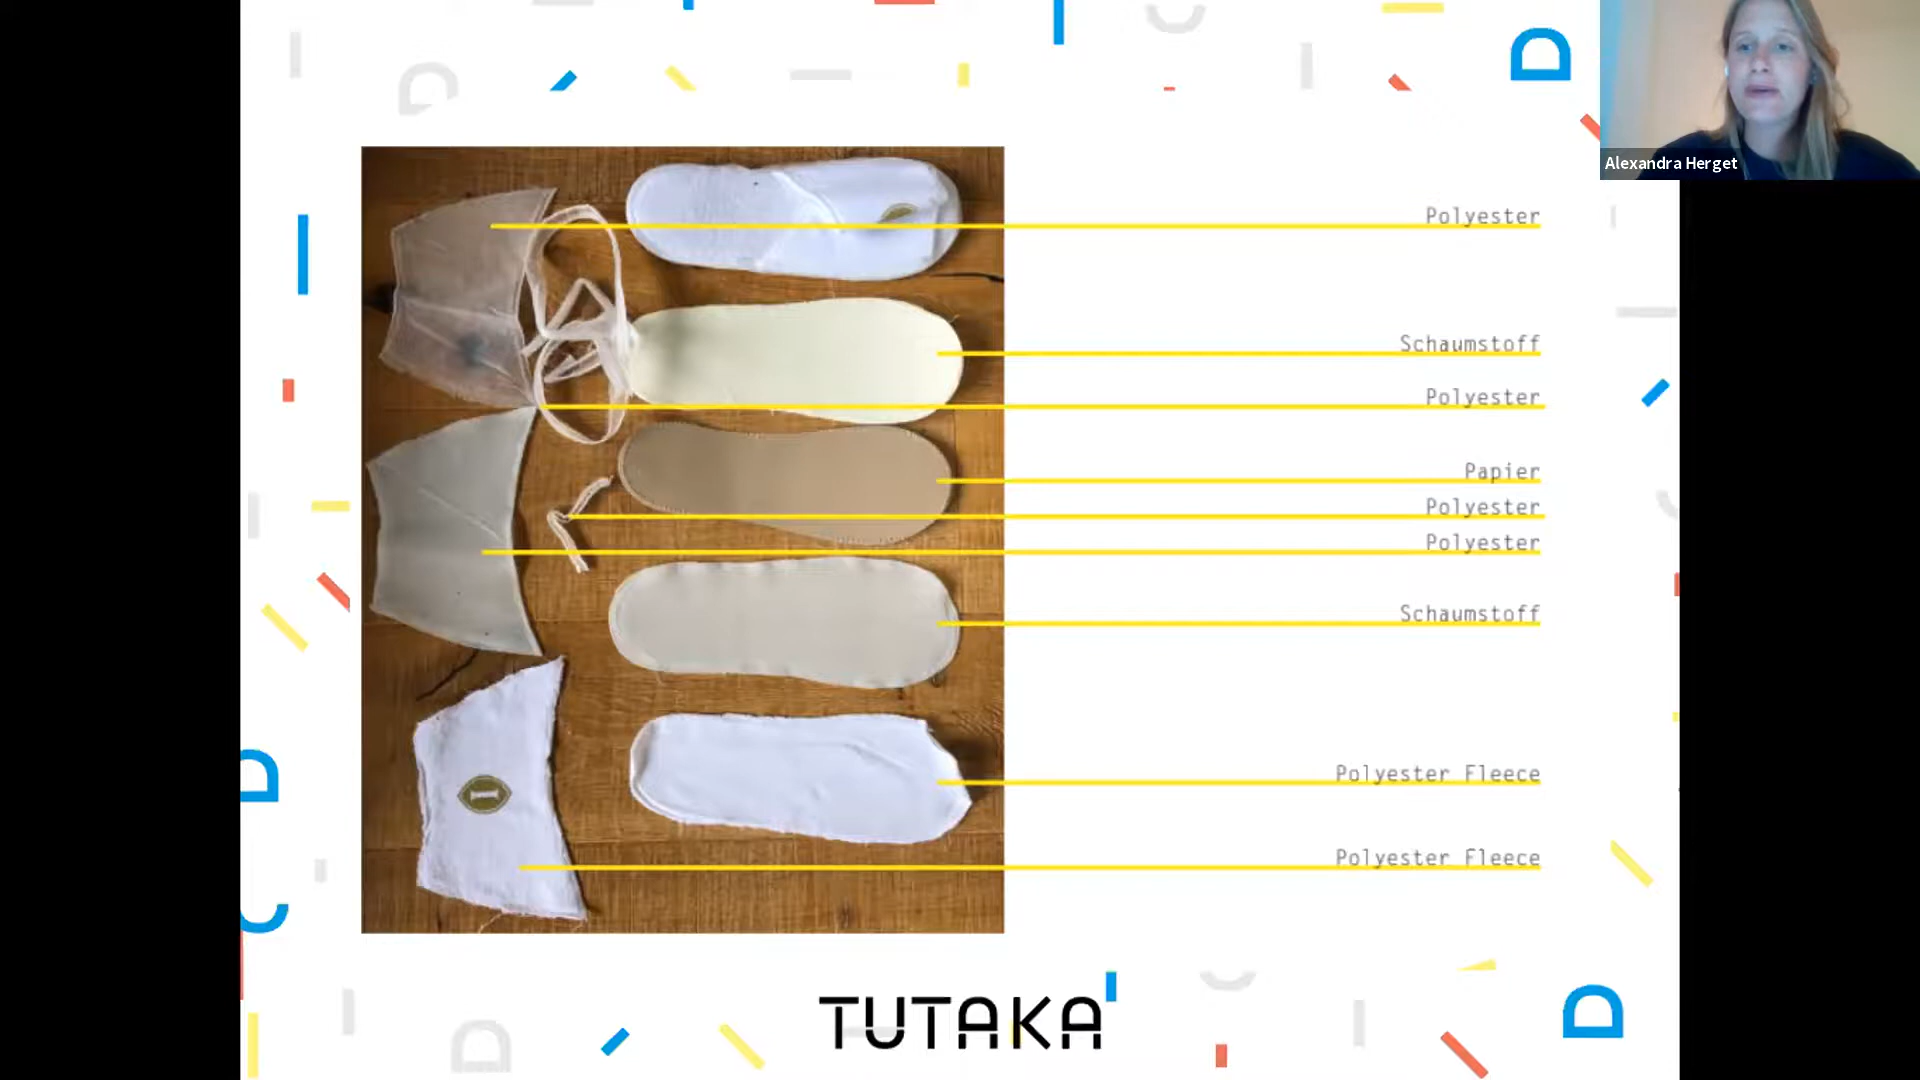 Alexandra Herget
Polyester
Schaumstoff
Polyester
Papier
Polyester
Polyester
Schaumstoff
Polyester Fleece
Polyester Fleece
TUTAKA